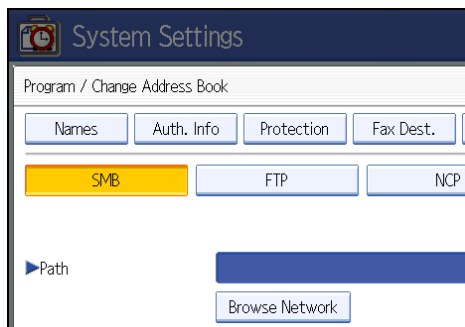 System Settings
Program / Change Address Book
Names Auth. Info Protection Fax Dest.
SMB FTP NCP
▶Path
Browse Network